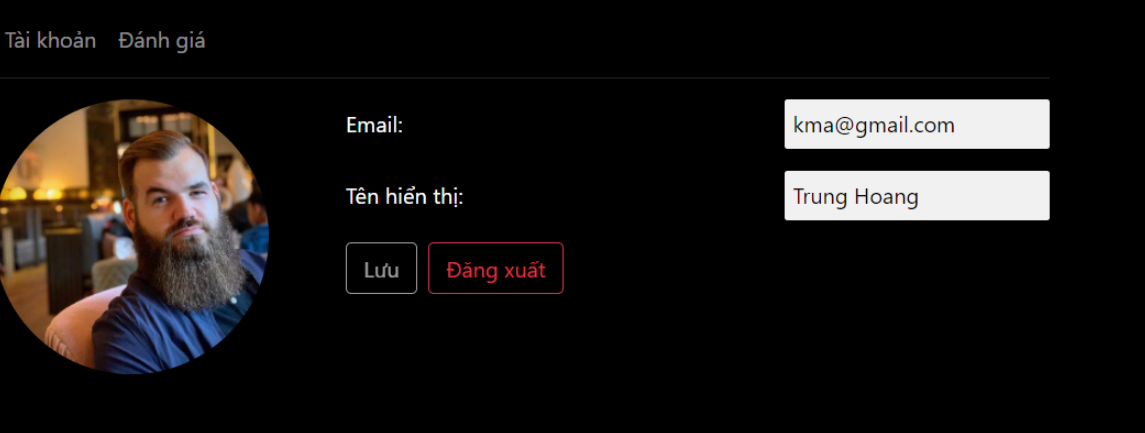 Tài khoản Đánh giá
Email: kma@gmail.com
Tên hiển thị: Trung Hoang
Lưu Đăng xuất